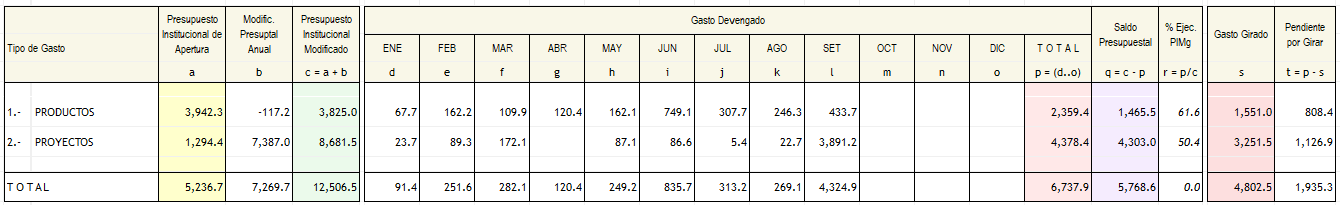 Tipo de Gasto | Presupuesto Institucional de Apertura | Modific. Presuptal Anual | Presupuesto Institucional Modificado | Gasto Devengado | Saldo Presupuestal | % Ejec. PIMg | Gasto Girado | Pendiente por Girar
ENE | FEB | MAR | ABR | MAY | JUN | JUL | AGO | SET | OCT | NOV | DIC | T O T A L
a | b | c = a + b | d | e | f | g | h | i | j | k | l | m | n | o | p = (d..o) | q = c - p | r = p/c | s | t = p - s
1.- PRODUCTOS | 3,942.3 | -117.2 | 3,825.0 | 67.7 | 162.2 | 109.9 | 120.4 | 162.1 | 749.1 | 307.7 | 246.3 | 433.7 | 2,359.4 | 1,465.5 | 61.6 | 1,551.0 | 808.4
2.- PROYECTOS | 1,294.4 | 7,387.0 | 8,681.5 | 23.7 | 89.3 | 172.1 | 87.1 | 86.6 | 5.4 | 22.7 | 3,891.2 | 4,378.4 | 4,303.0 | 50.4 | 3,251.5 | 1,126.9
T O T A L | 5,236.7 | 7,269.7 | 12,506.5 | 91.4 | 251.6 | 282.1 | 120.4 | 249.2 | 835.7 | 313.2 | 269.1 | 4,324.9 | 6,737.9 | 5,768.6 | 0.0 | 4,802.5 | 1,935.3